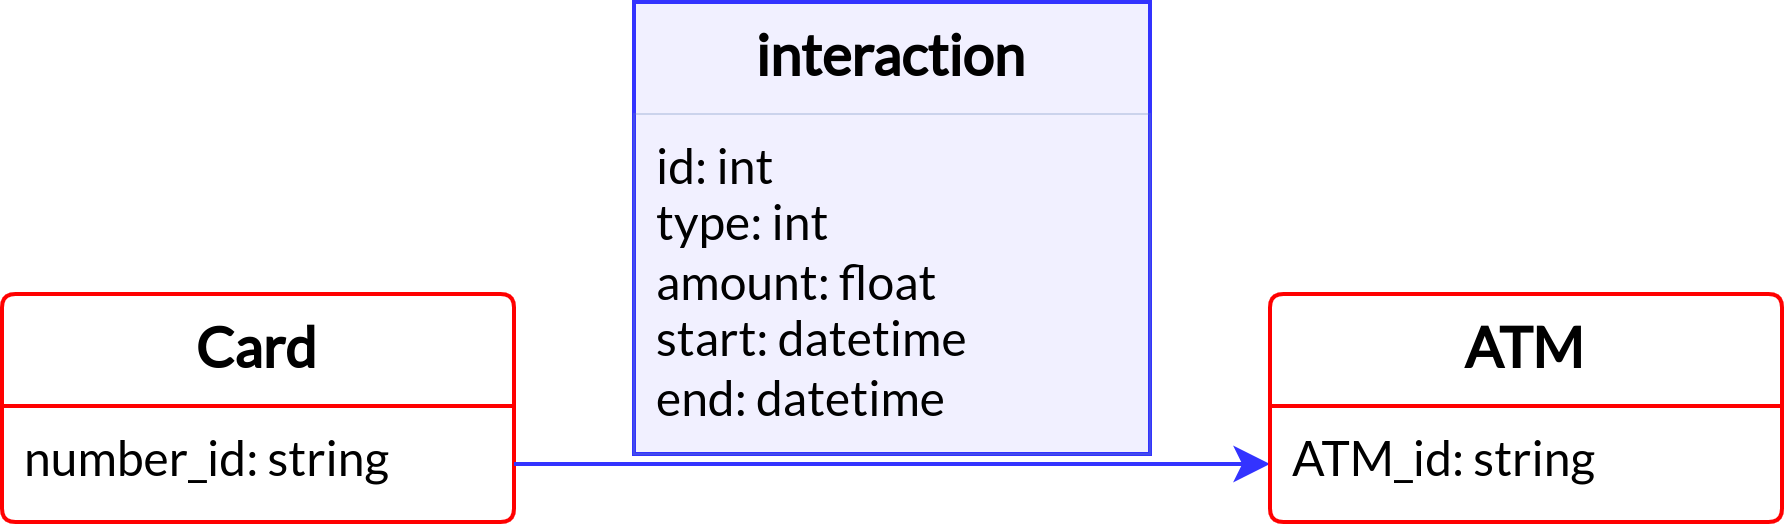 interaction
id: int
type: int
amount: float
start: datetime
end: datetime
Card
number_id: string
ATM
ATM_id: string